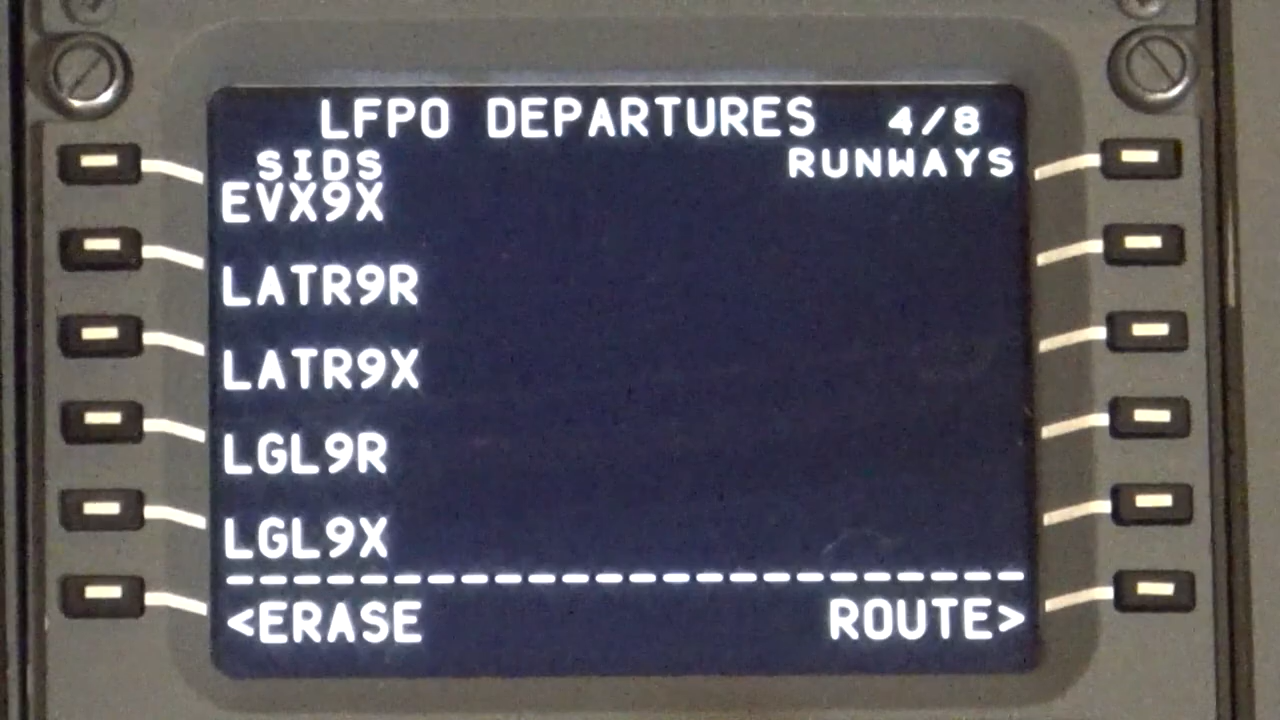 LFPO DEPARTURES 4/8
SIDS RUNWAYS
EVX9X
LATR9R
LATR9X
LGL9R
LGL9X
------------------------
<ERASE ROUTE>